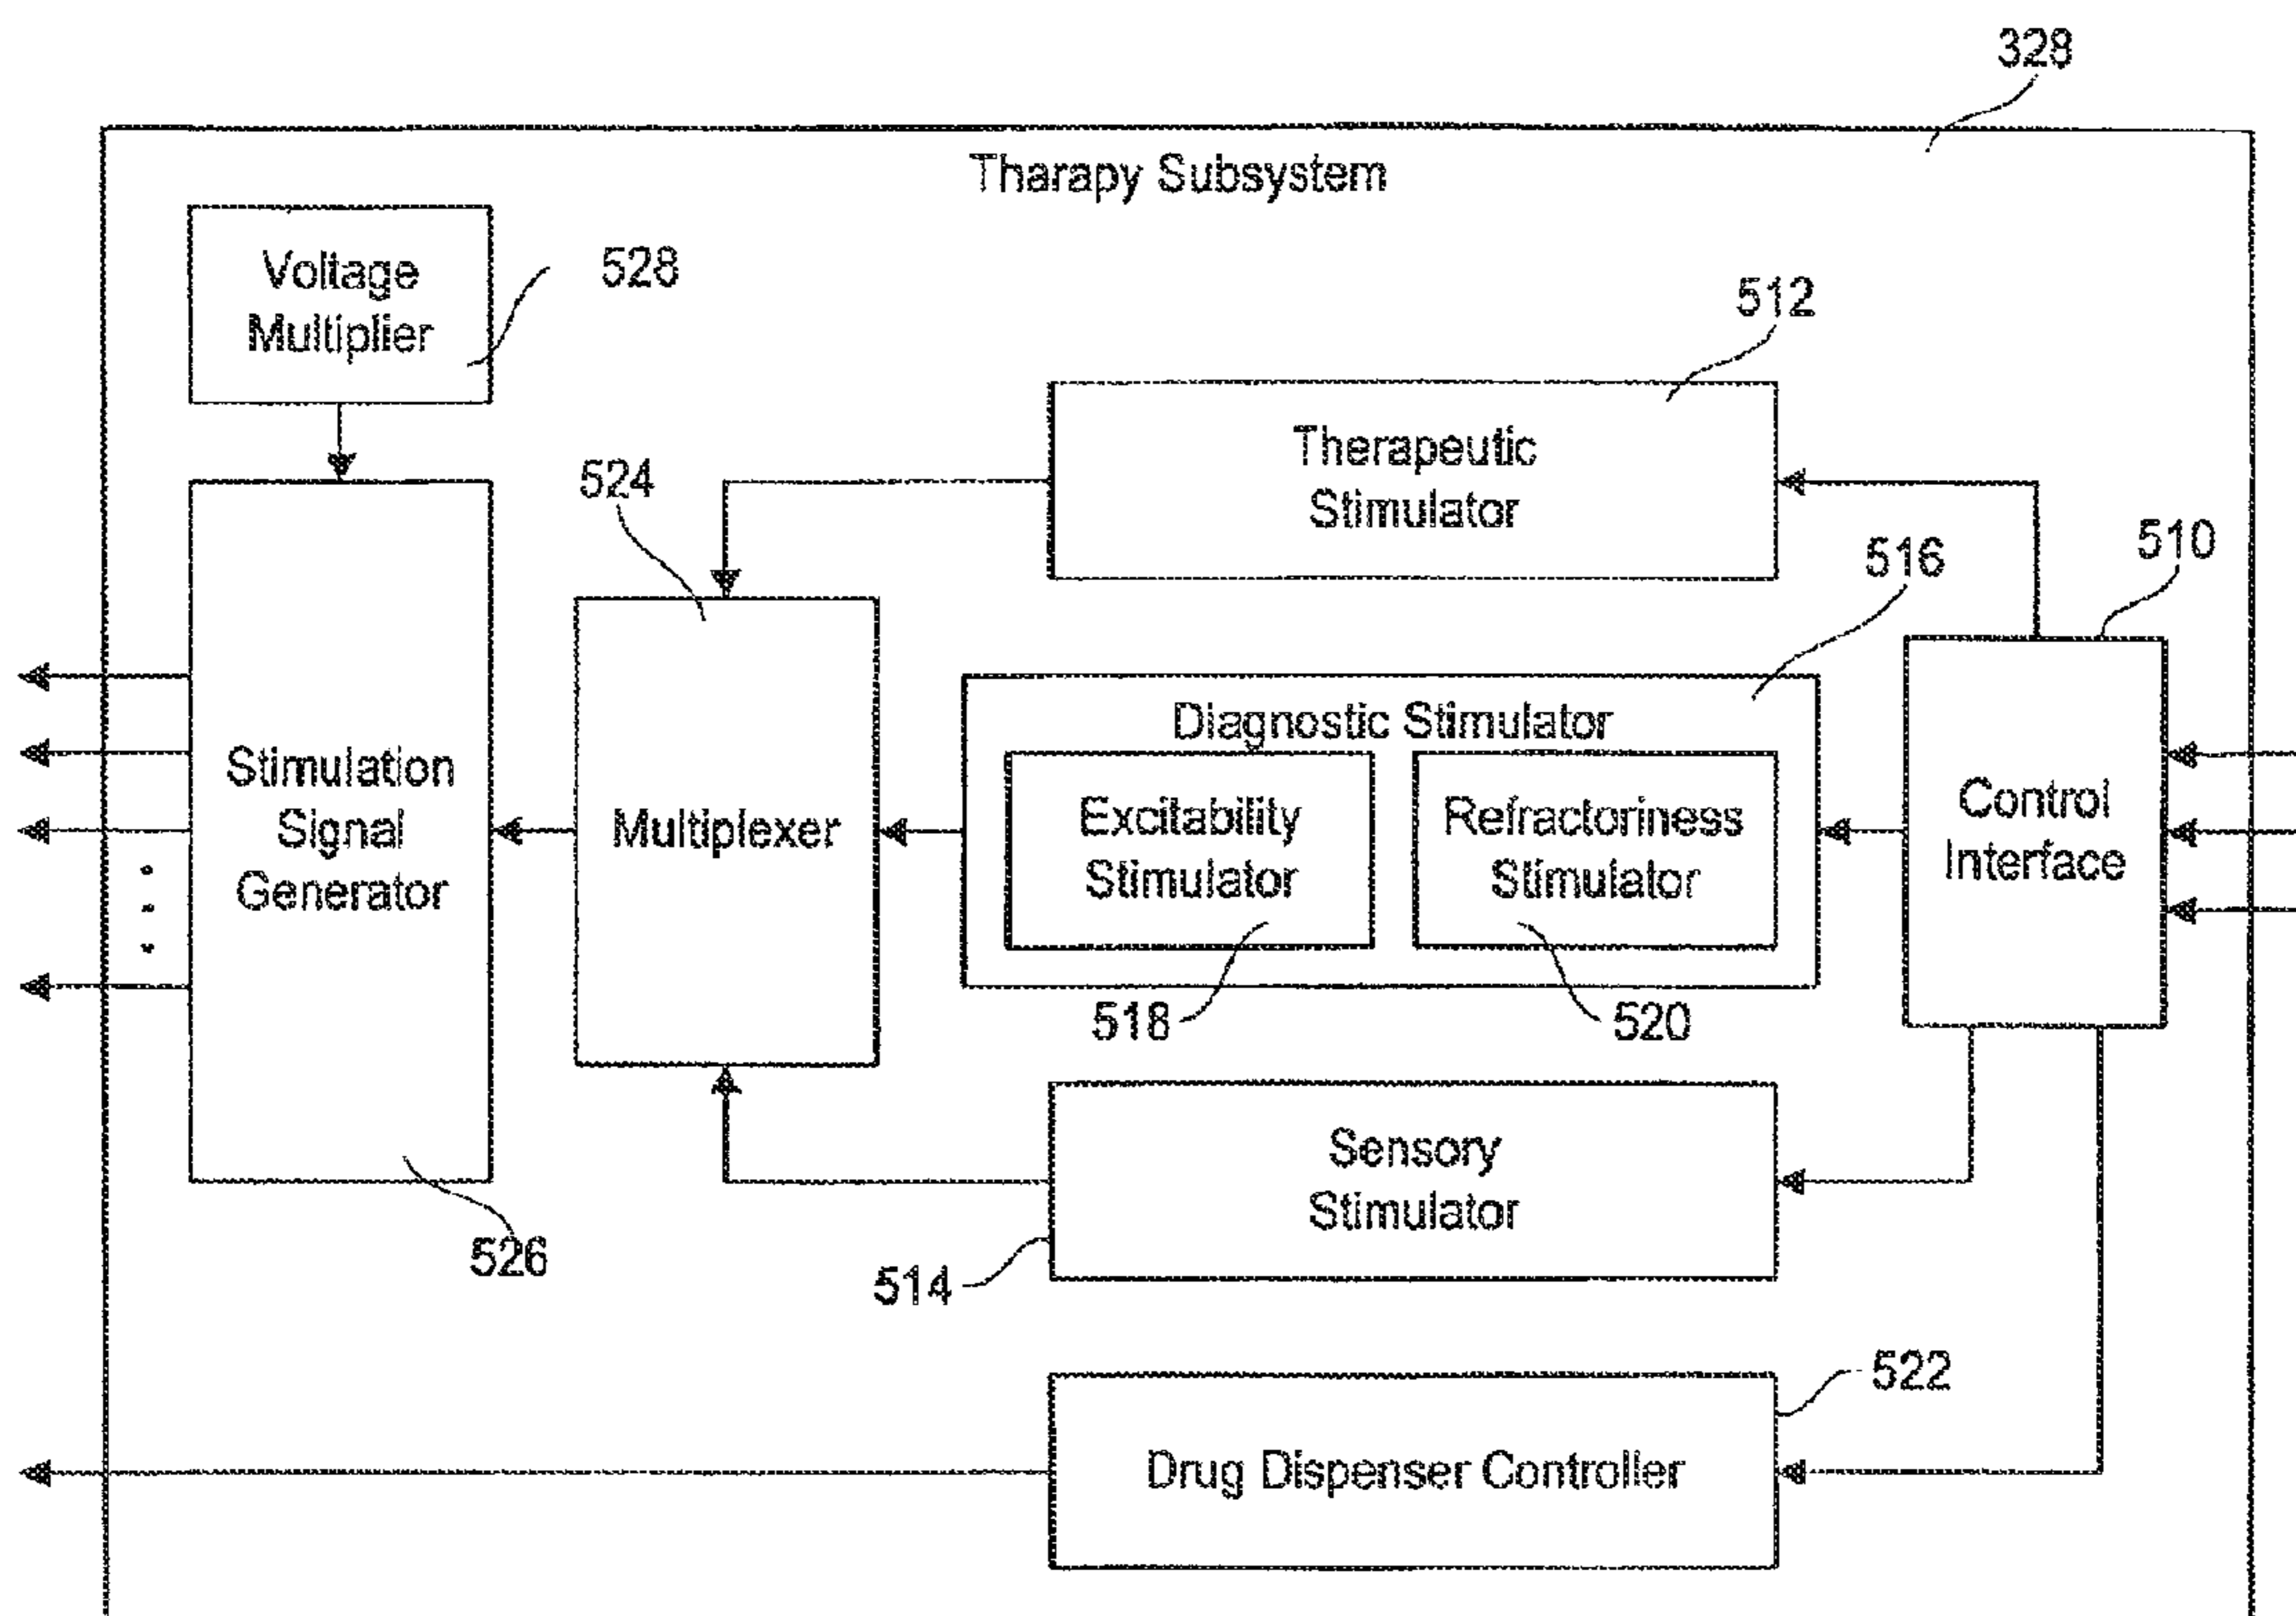 328
Tharapy Subsystem
Voltage
Multiplier
528
512
Therapeutic
Stimulator
524
516
510
Diagnostic Stimulator
Stimulation
Signal
Generator
Multiplexer
Excitability
Stimulator
Refractoriness
Stimulator
Control
Interface
518
520
Sensory
Stimulator
526
514
522
Drug Dispenser Controller